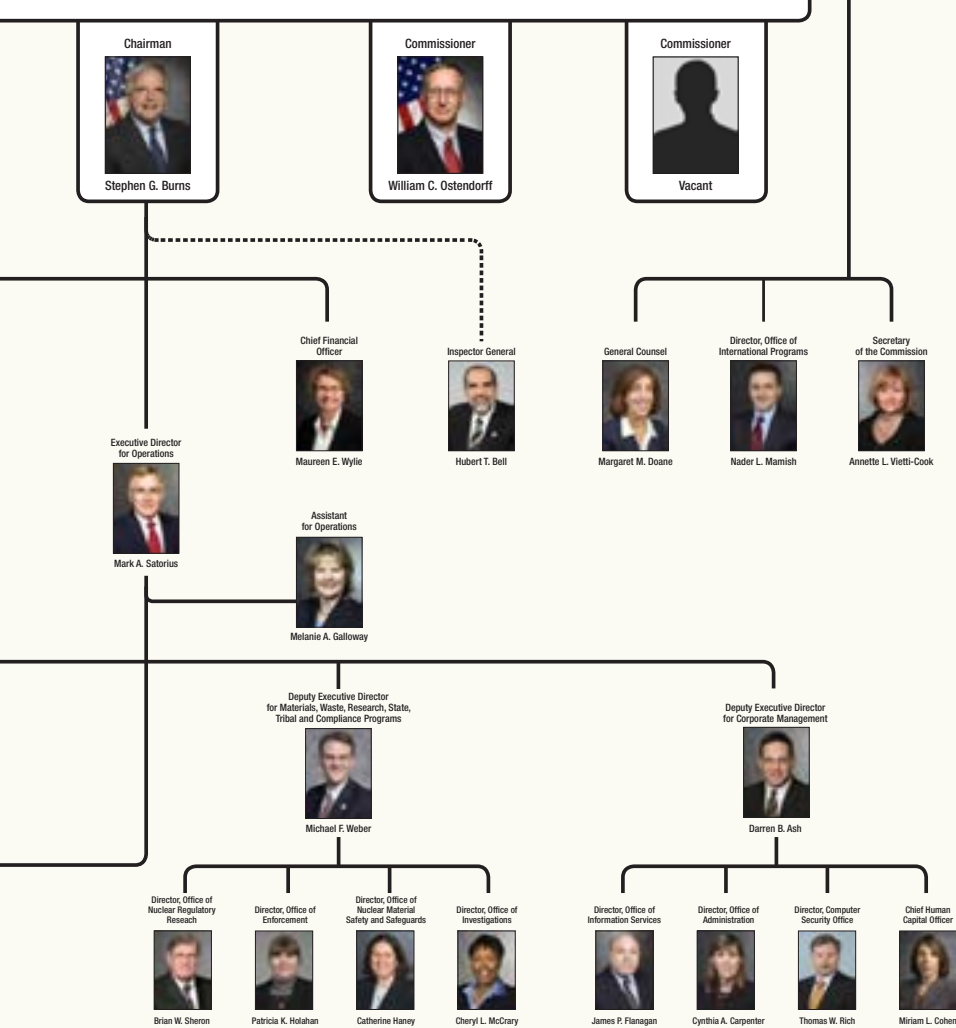 Chairman
Stephen G. Burns
Commissioner
William C. Ostendorff
Commissioner
Vacant
Chief Financial
Officer
Maureen E. Wylie
Inspector General
Hubert T. Bell
General Counsel
Margaret M. Doane
Director, Office of
International Programs
Nader L. Mamish
Secretary
of the Commission
Annette L. Vietti-Cook
Executive Director
for Operations
Mark A. Satorius
Assistant
for Operations
Melanie A. Galloway
Deputy Executive Director
for Materials, Waste, Research, State,
Tribal and Compliance Programs
Michael F. Weber
Deputy Executive Director
for Corporate Management
Darren B. Ash
Director, Office of
Nuclear Regulatory
Reseach
Brian W. Sheron
Director, Office of
Enforcement
Patricia K. Holahan
Director, Office of
Nuclear Material
Safety and Safeguards
Catherine Haney
Director, Office of
Investigations
Cheryl L. McCrary
Director, Office of
Information Services
James P. Flanagan
Director, Office of
Administration
Cynthia A. Carpenter
Director, Computer
Security Office
Thomas W. Rich
Chief Human
Capital Officer
Miriam L. Cohen